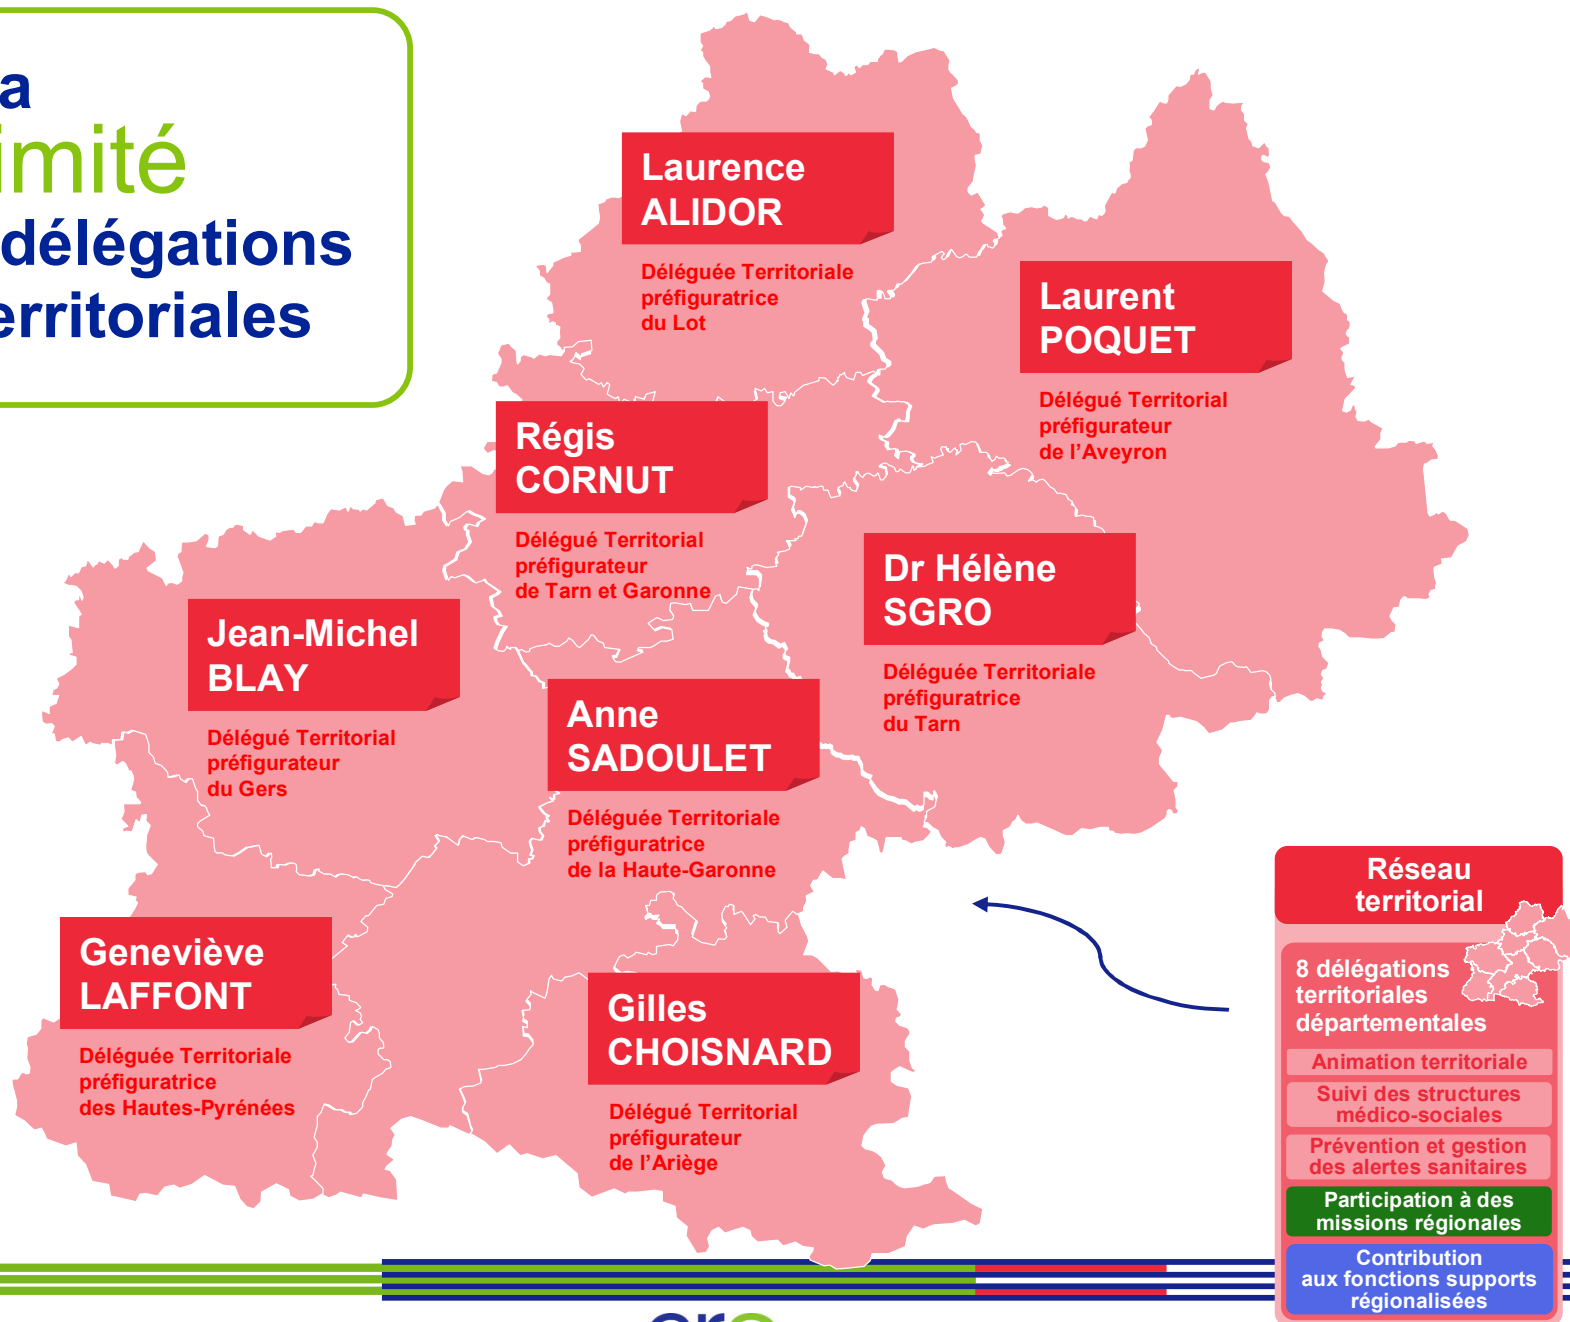 a
imité
délégations
erritoriales
Laurence
ALIDOR
Déléguée Territoriale
préfiguratrice
du Lot
Laurent
POQUET
Délégué Territorial
préfigurateur
de l'Aveyron
Régis
CORNUT
Délégué Territorial
préfigurateur
de Tarn et Garonne
Dr Hélène
SGRO
Déléguée Territoriale
préfiguratrice
du Tarn
Jean-Michel
BLAY
Délégué Territorial
préfigurateur
du Gers
Anne
SADOULET
Déléguée Territoriale
préfiguratrice
de la Haute-Garonne
Geneviève
LAFFONT
Déléguée Territoriale
préfiguratrice
des Hautes-Pyrénées
Gilles
CHOISNARD
Délégué Territorial
préfigurateur
de l'Ariège
Réseau
territorial
8 délégations
territoriales
départementales
Animation territoriale
Suivi des structures
médico-sociales
Prévention et gestion
des alertes sanitaires
Participation à des
missions régionales
Contribution
aux fonctions supports
régionalisées